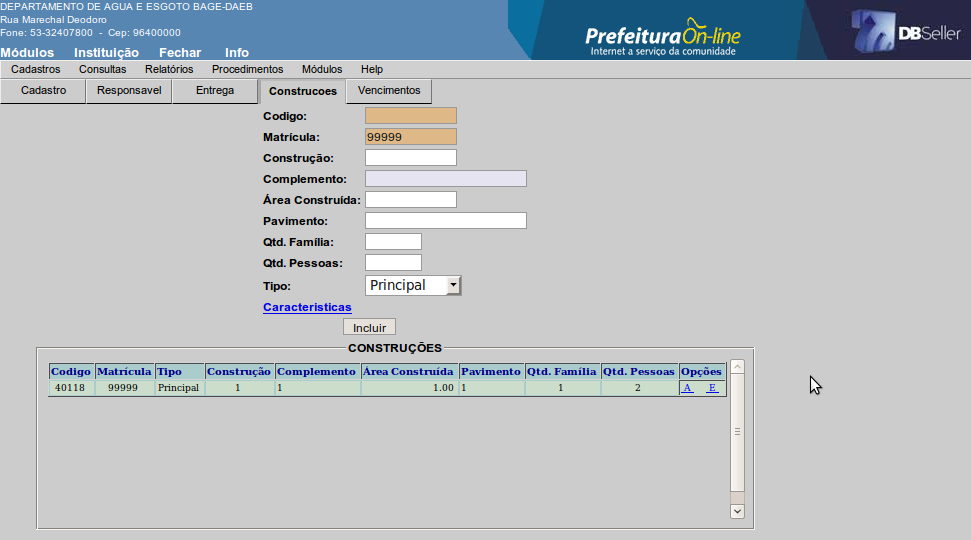 DEPARTAMENTO DE AGUA E ESGOTO BAGE-DAEB
Rua Marechal Deodoro
Fone: 53-32407800 - Cep: 96400000
Prefeitura On-line
Internet a serviço da comunidade
DBSeller
Módulos Instituição Fechar Info
Cadastros Consultas Relatórios Procedimentos Módulos Help
Cadastro Responsavel Entrega Construcoes Vencimentos
Codigo:
Matrícula: 99999
Construção:
Complemento:
Área Construída:
Pavimento:
Qtd. Família:
Qtd. Pessoas:
Tipo: Principal
Caracteristicas
Incluir
CONSTRUÇÕES
Codigo Matrícula Tipo Construção Complemento Área Construída Pavimento Qtd. Família Qtd. Pessoas Opções
40118 99999 Principal 1 1 1.00 1 1 2 A E